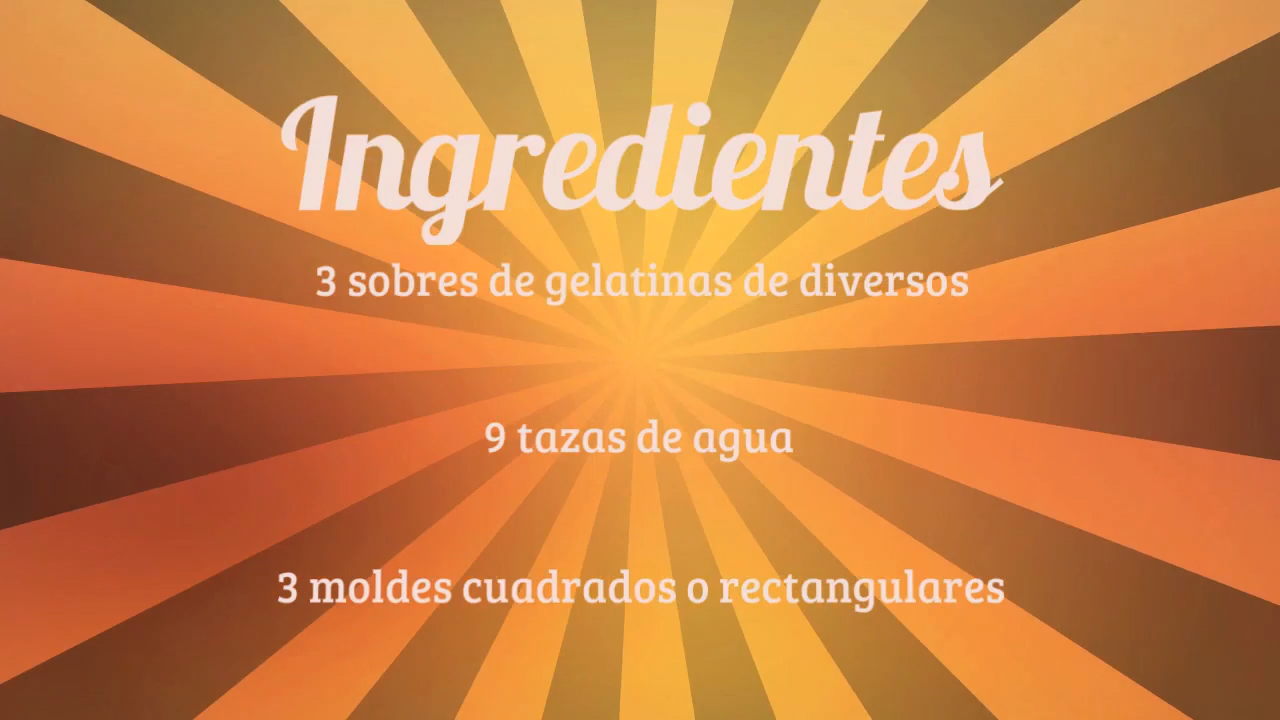 Ingredientes
3 sobres de gelatinas de diversos
9 tazas de agua
3 moldes cuadrados o rectangulares